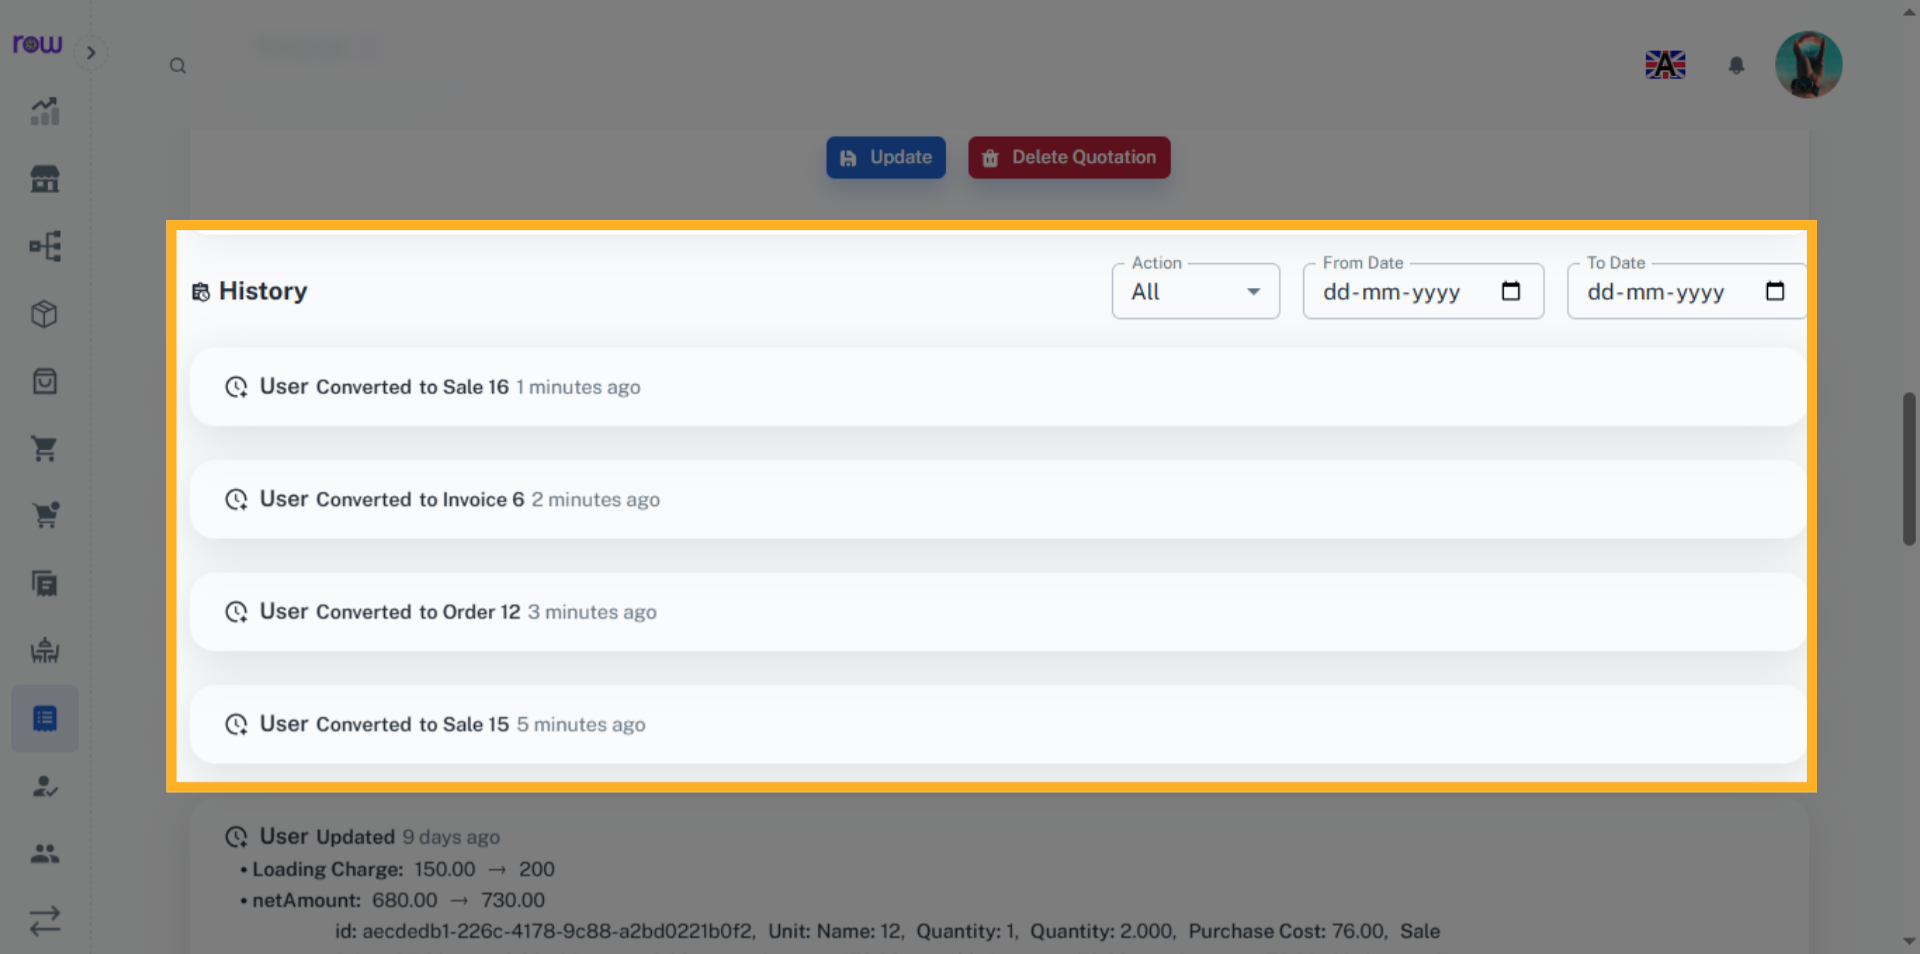 row
A
Update
Delete Quotation
History
Action
All
From Date
dd-mm-yyyy
To Date
dd-mm-yyyy
User Converted to Sale 16 1 minutes ago
User Converted to Invoice 6 2 minutes ago
User Converted to Order 12 3 minutes ago
User Converted to Sale 15 5 minutes ago
User Updated 9 days ago
• Loading Charge: 150.00 → 200
• netAmount: 680.00 → 730.00
id: aecdedb1-226c-4178-9c88-a2bd0221b0f2, Unit: Name: 12, Quantity: 1, Quantity: 2.000, Purchase Cost: 76.00, Sale